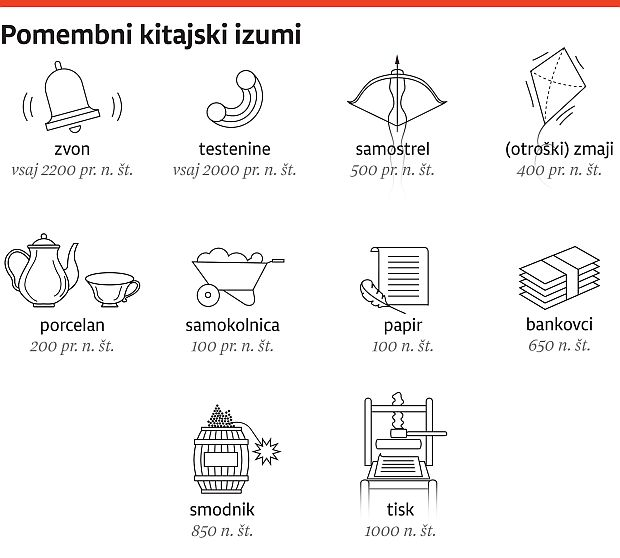 Pomembni kitajski izumi
zvon
vsaj 2200 pr. n. št.
testenine
vsaj 2000 pr. n. št.
samostrel
500 pr. n. št.
(otroški) zmaji
400 pr. n. št.
porcelan
200 pr. n. št.
samokolnica
100 pr. n. št.
papir
100 n. št.
bankovci
650 n. št.
smodnik
850 n. št.
tisk
1000 n. št.